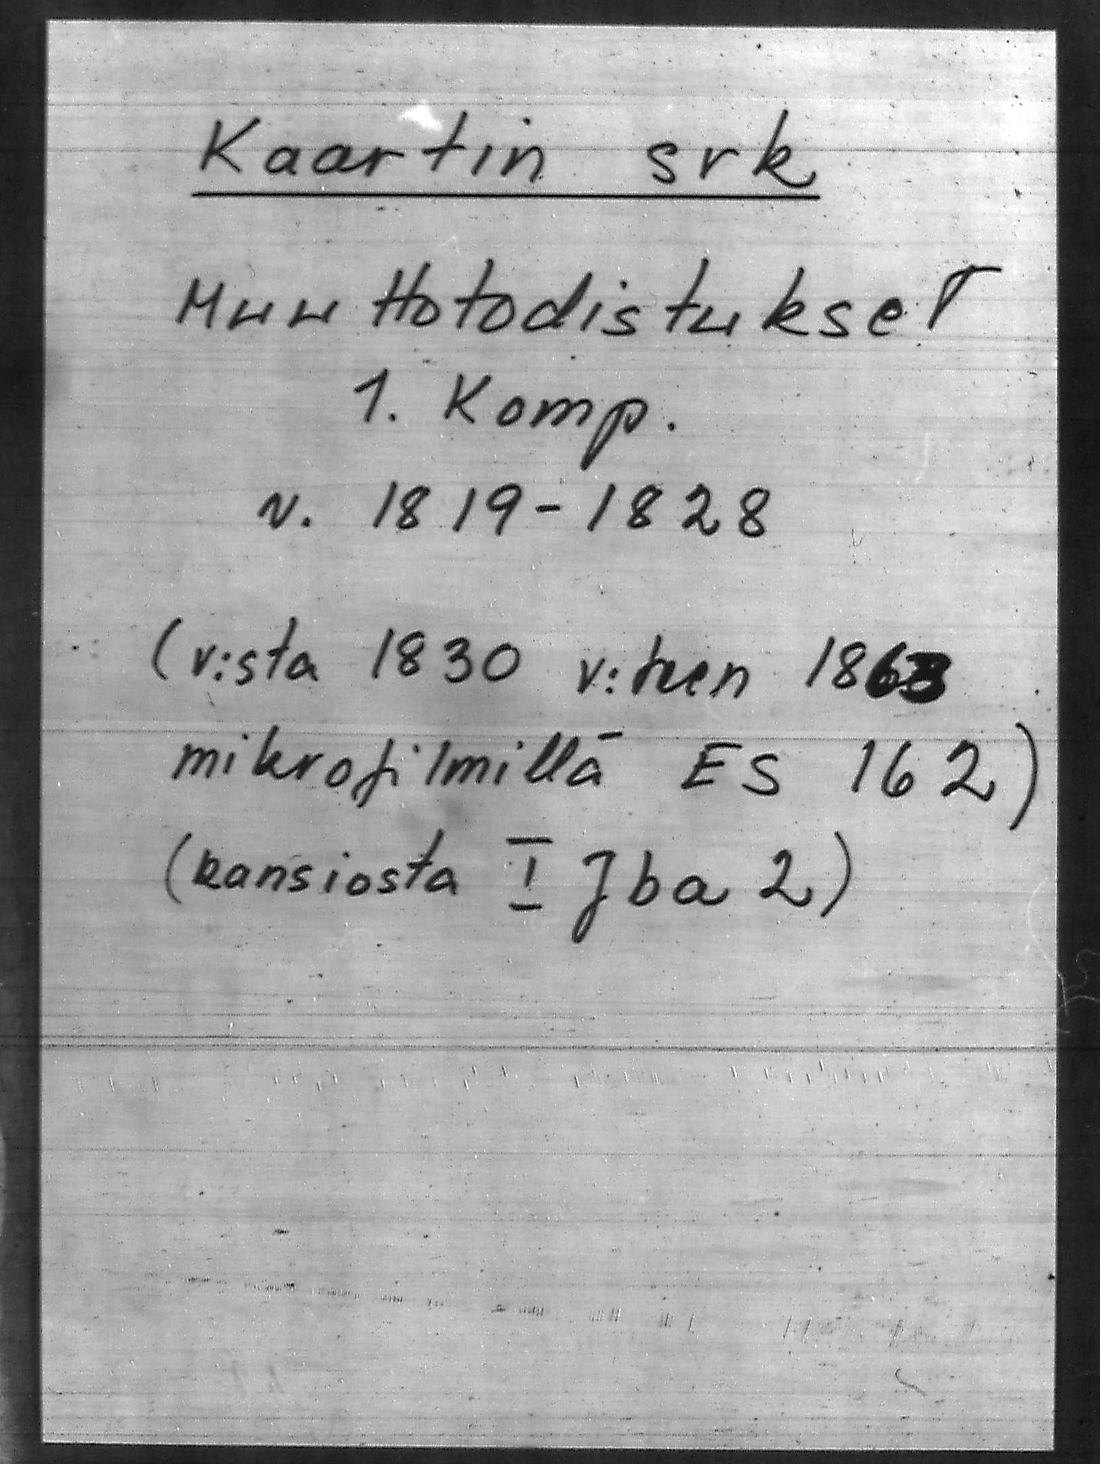 Kaartin srk
Muuttotodistukset
1. Komp.
v. 1819-1828
(v:sta 1830 v:teen 1863
mikrofilmillä ES 162)
(kansiosta I Jba 2)